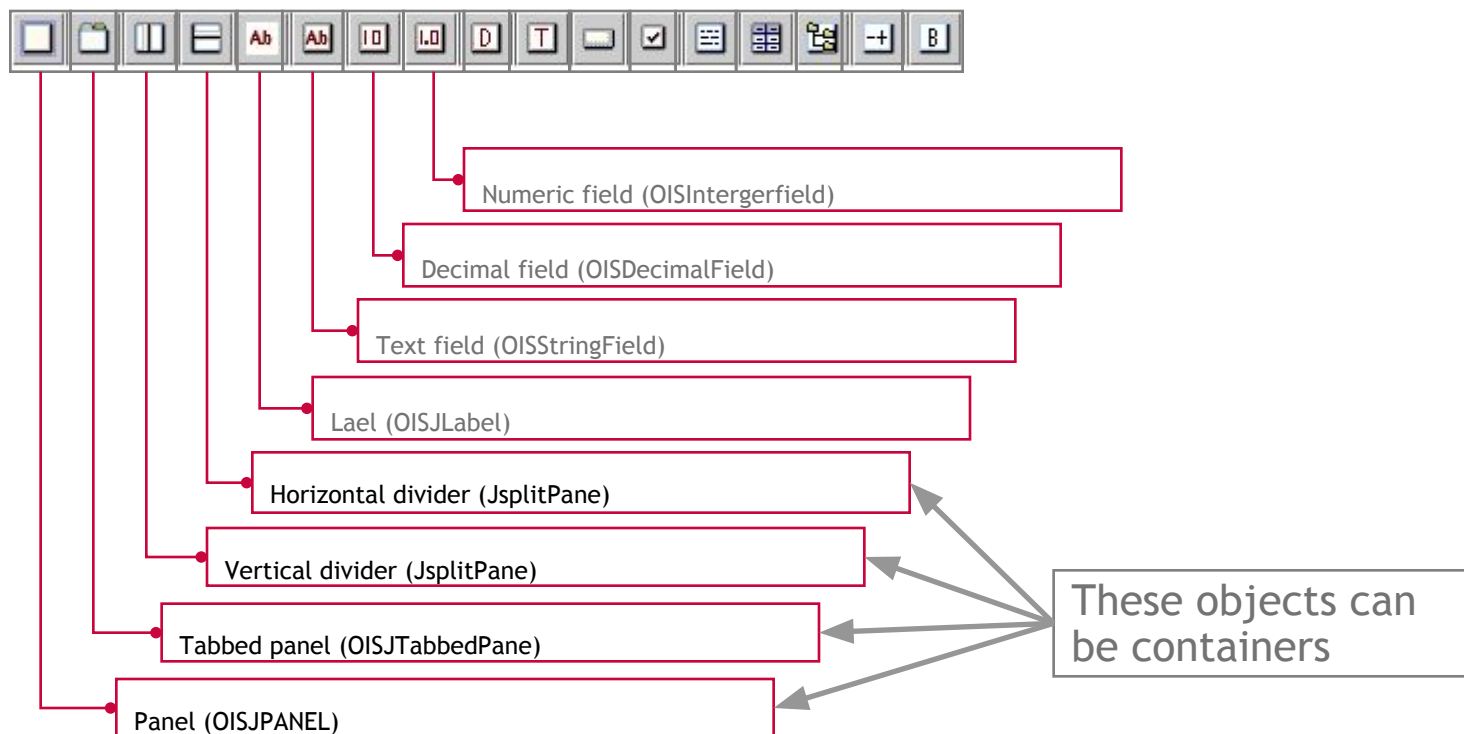 Ab Ab I0 I.0 D T -+ B
Numeric field (OISIntergerfield)
Decimal field (OISDecimalField)
Text field (OISStringField)
Lael (OISJLabel)
Horizontal divider (JsplitPane)
Vertical divider (JsplitPane)
These objects can
be containers
Tabbed panel (OISJTabbedPane)
Panel (OISJPANEL)